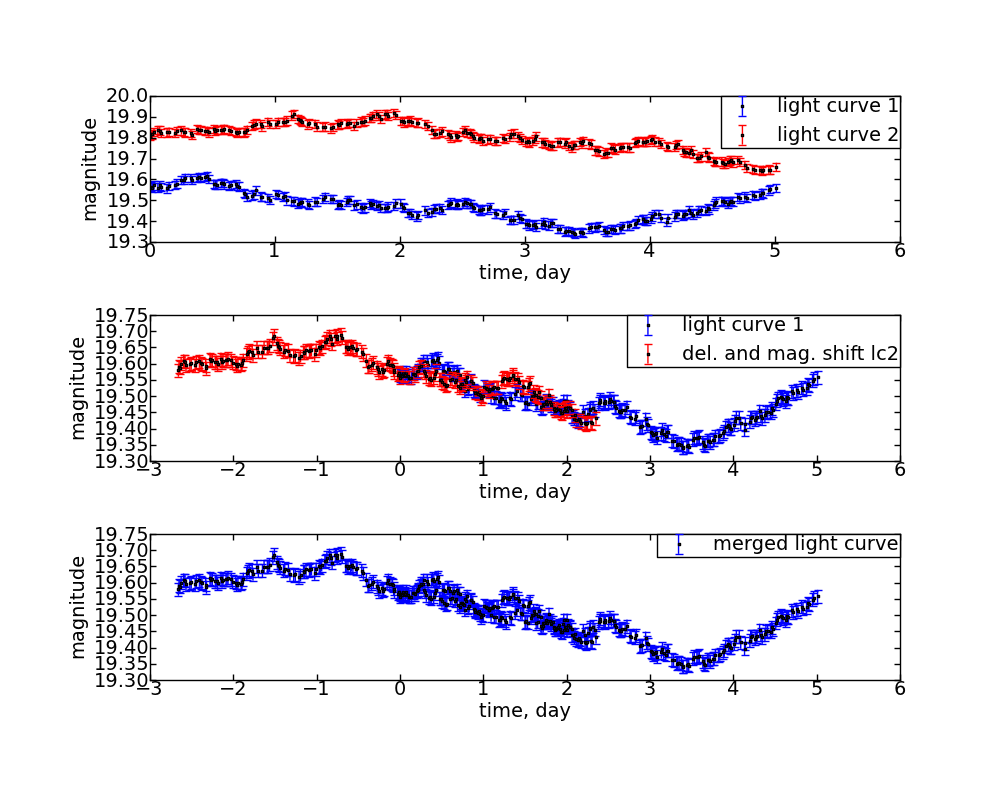 20.0
19.9
19.8
19.7
19.6
19.5
19.4
19.3
magnitude
light curve 1
light curve 2
0 1 2 3 4 5 6
time, day
19.75
19.70
19.65
19.60
19.55
19.50
19.45
19.40
19.35
19.30
magnitude
light curve 1
del. and mag. shift lc2
−3 −2 −1 0 1 2 3 4 5 6
time, day
19.75
19.70
19.65
19.60
19.55
19.50
19.45
19.40
19.35
19.30
magnitude
merged light curve
−3 −2 −1 0 1 2 3 4 5 6
time, day